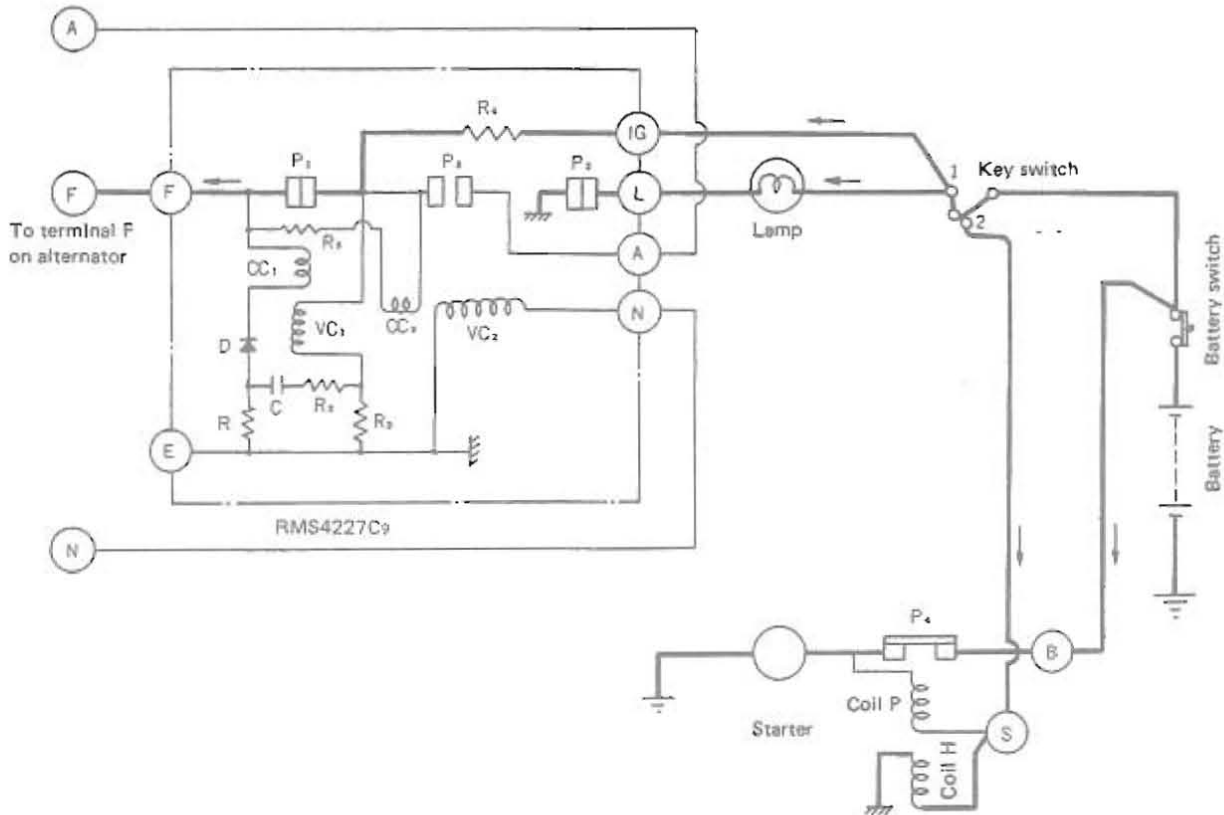 A
R₄
IG
P₁
P₃
P₂
1
Key switch
F
F
L
Lamp
2
To terminal F
on alternator
R₅
A
CC₁
N
VC₁
CC₂
VC₂
D
C
R₂
R
R₃
E
RMS4227C9
N
Battery switch
Battery
P₄
B
Coil P
Starter
S
Coil H